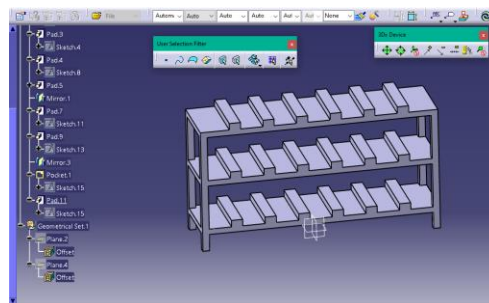 File
Autom
Auto
Auto
Auto
Aut
Aut
None
User Selection Filter
3Dx Device
Pad.3
Sketch.4
Pad.4
Sketch.8
Pad.5
Mirror.1
Pad.7
Sketch.11
Pad.9
Sketch.13
Mirror.3
Pocket.1
Sketch.15
Pad.11
Sketch.15
Geometrical Set.1
Plane.2
Offset
Plane.4
Offset